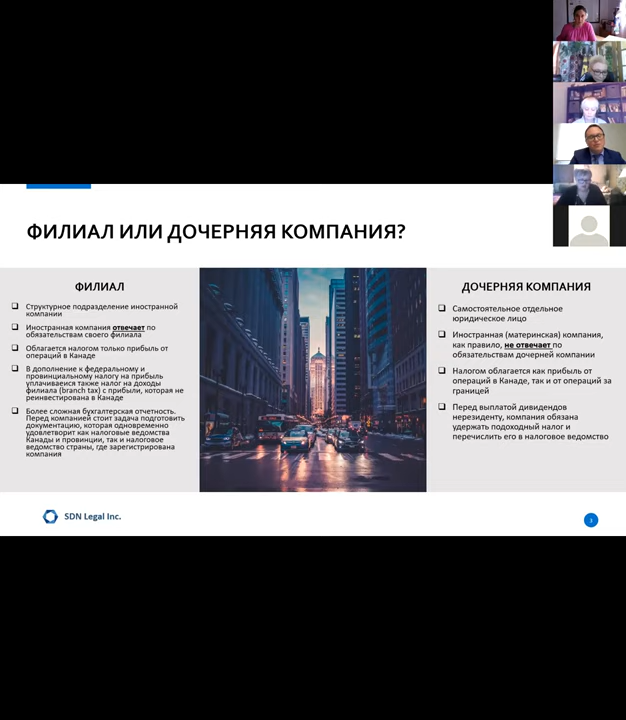 ФИЛИАЛ ИЛИ ДОЧЕРНЯЯ КОМПАНИЯ?
ФИЛИАЛ
Структурное подразделение иностранной
компании
Иностранная компания отвечает по
обязательствам своего филиала
Облагается налогом только прибыль от
операций в Канаде
В дополнение к федеральному и
провинциальному налогу на прибыль
уплачивается также налог на доходы
филиала (branch tax) с прибыли, которая не
реинвестирована в Канаде
Более сложная бухгалтерская отчетность.
Перед компанией стоит задача подготовить
документацию, которая одновременно
удовлетворит как налоговые ведомства
Канады и провинции, так и налоговое
ведомство страны, где зарегистрирована
компания
ДОЧЕРНЯЯ КОМПАНИЯ
Самостоятельное отдельное
юридическое лицо
Иностранная (материнская) компания,
как правило, не отвечает по
обязательствам дочерней компании
Налогом облагается как прибыль от
операций в Канаде, так и от операций за
границей
Перед выплатой дивидендов
нерезиденту, компания обязана
удержать подоходный налог и
перечислить его в налоговое ведомство
SDN Legal Inc.
3